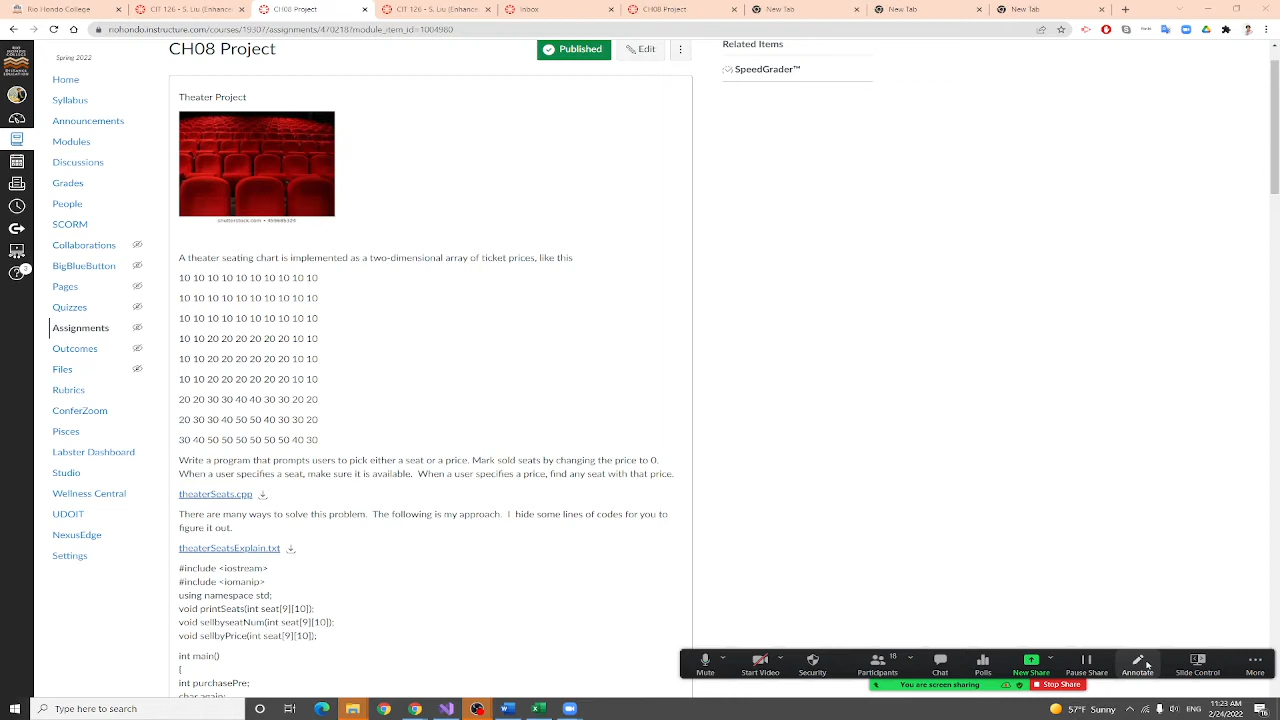 Rio Hondo College
CIT 126 - S. Liu (Enhance
CH08 Project
CIT 126 - S. Liu (Enhance
Inbox
CH08 Project
New Tab
New Tab
New Tab
riohondo.instructure.com/courses/19307/assignments/470218?module_item_id=1004980
RIO HONDO COLLEGE
DISTANCE EDUCATION
Spring 2022
Home
Syllabus
Announcements
Modules
Discussions
Grades
People
SCORM
Collaborations
BigBlueButton
Pages
Quizzes
Assignments
Outcomes
Files
Rubrics
ConferZoom
Pisces
Labster Dashboard
Studio
Wellness Central
UDOIT
NexusEdge
Settings
3
CH08 Project
Published
Edit
Related Items
SpeedGrader™
Theater Project
shutterstock.com •
A theater seating chart is implemented as a two-dimensional array of ticket prices, like this
10 10 10 10 10 10 10 10 10 10
10 10 10 10 10 10 10 10 10 10
10 10 10 10 10 10 10 10 10 10
10 10 20 20 20 20 20 20 10 10
10 10 20 20 20 20 20 20 10 10
10 10 20 20 20 20 20 20 10 10
20 20 30 30 40 40 30 30 20 20
20 30 30 40 50 50 40 30 30 20
30 40 50 50 50 50 50 50 40 30
Write a program that prompts users to pick either a seat or a price. Mark sold seats by changing the price to 0.
When a user specifies a seat, make sure it is available.  When a user specifies a price, find any seat with that price.
theaterSeats.cpp
There are many ways to solve this problem.  The following is my approach.  I hide some lines of codes for you to
figure it out.
theaterSeatsExplain.txt
#include <iostream>
#include <iomanip>
using namespace std;
void printSeats(int seat[9][10]);
void sellbyseatNum(int seat[9][10]);
void sellbyPrice(int seat[9][10]);
int main()
{
int purchasePre;
char again;
Mute
Start Video
Security
18
Participants
Chat
Polls
New Share
Pause Share
Annotate
Slide Control
More
You are screen sharing
Stop Share
Type here to search
57°F Sunny
ENG
11:23 AM
2/24/2022
16